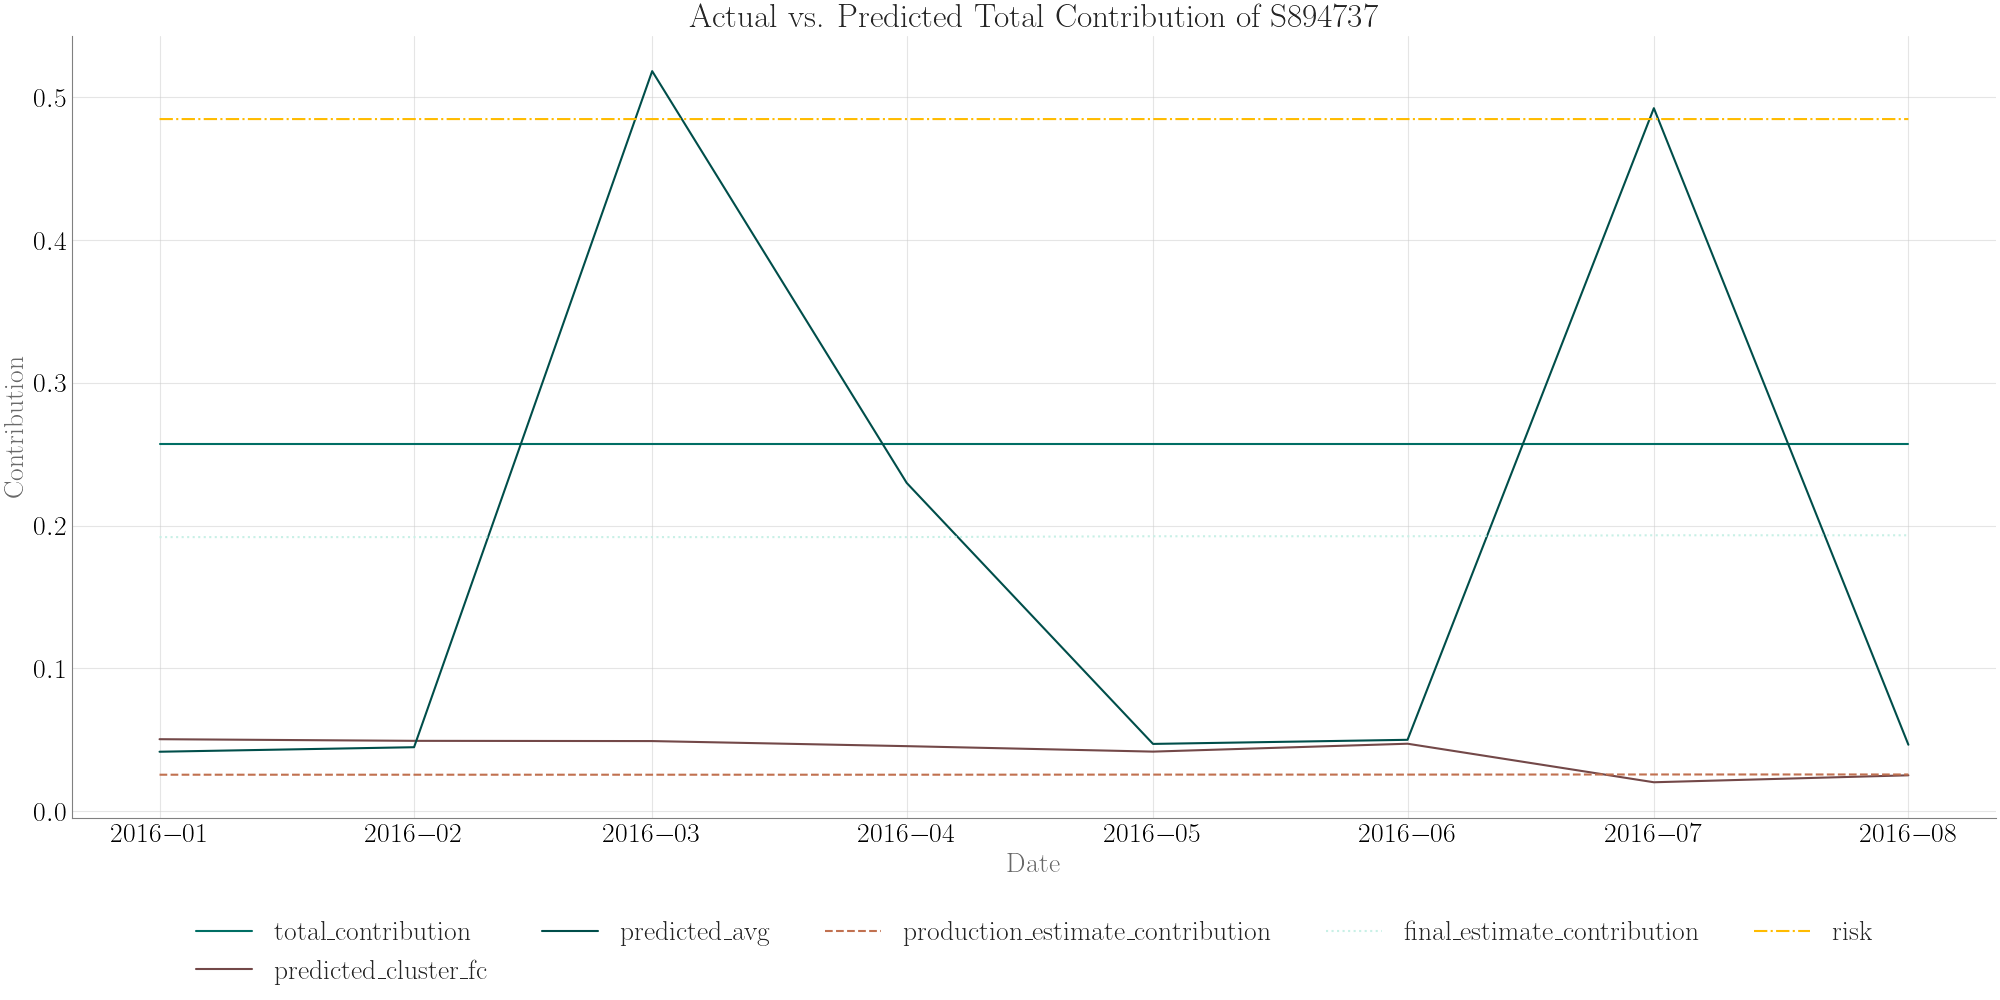 Actual vs. Predicted Total Contribution of S894737
0.5
0.4
0.3
0.2
0.1
0.0
Contribution
2016–01 2016–02 2016–03 2016–04 2016–05 2016–06 2016–07 2016–08
Date
total_contribution predicted_avg production_estimate_contribution final_estimate_contribution risk
predicted_cluster_fc